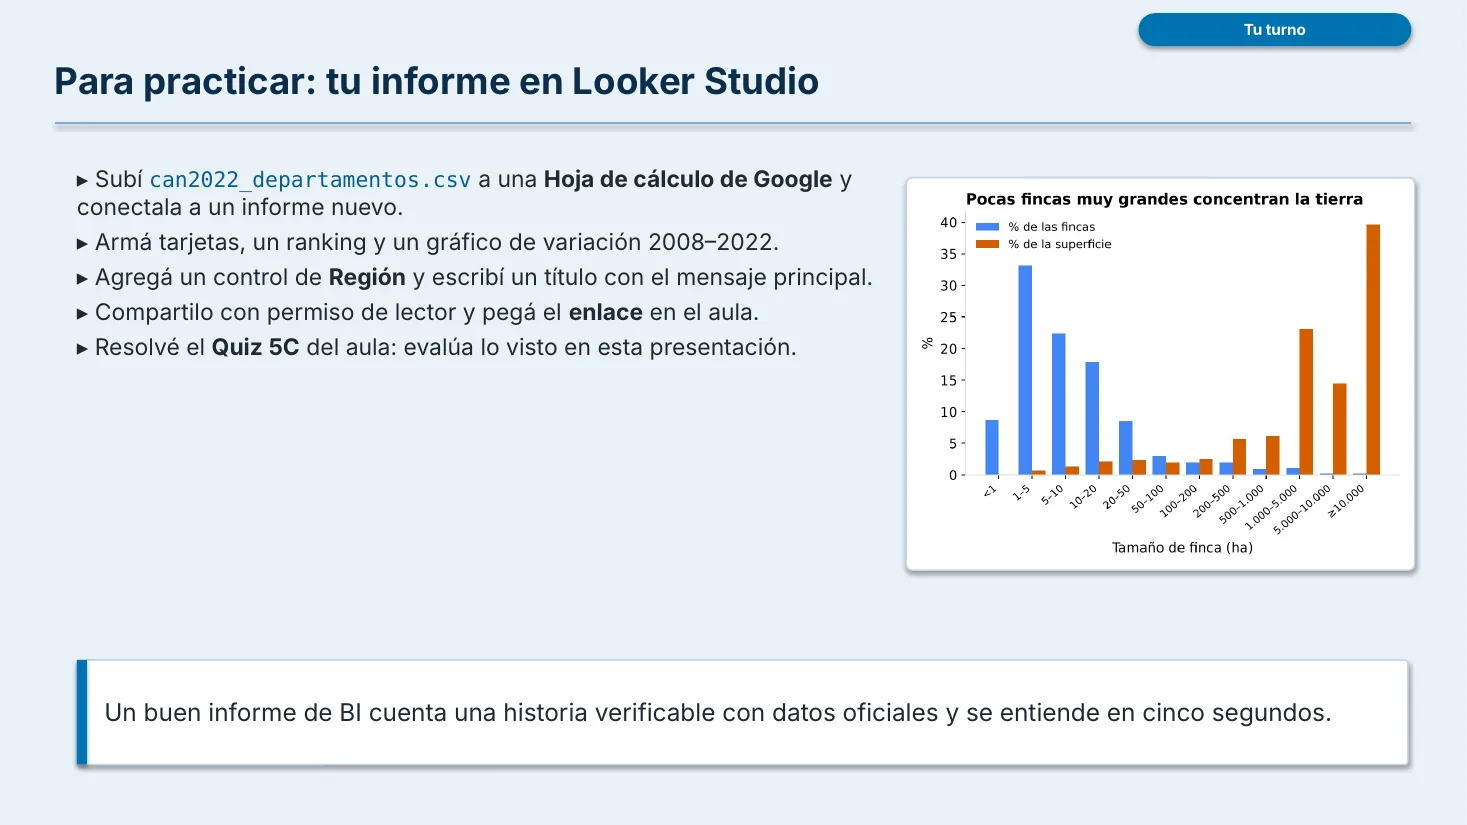 Tu turno
Para practicar: tu informe en Looker Studio
▸ Subí can2022_departamentos.csv a una Hoja de cálculo de Google y
conectala a un informe nuevo.
▸ Armá tarjetas, un ranking y un gráfico de variación 2008–2022.
▸ Agregá un control de Región y escribí un título con el mensaje principal.
▸ Compartilo con permiso de lector y pegá el enlace en el aula.
▸ Resolvé el Quiz 5C del aula: evalúa lo visto en esta presentación.
Pocas fincas muy grandes concentran la tierra
% de las fincas
% de la superficie
%
40
35
30
25
20
15
10
5
0
<1
1–5
5–10
10–20
20–50
50–100
100–200
200–500
500–1.000
1.000–5.000
5.000–10.000
≥10.000
Tamaño de finca (ha)
Un buen informe de BI cuenta una historia verificable con datos oficiales y se entiende en cinco segundos.